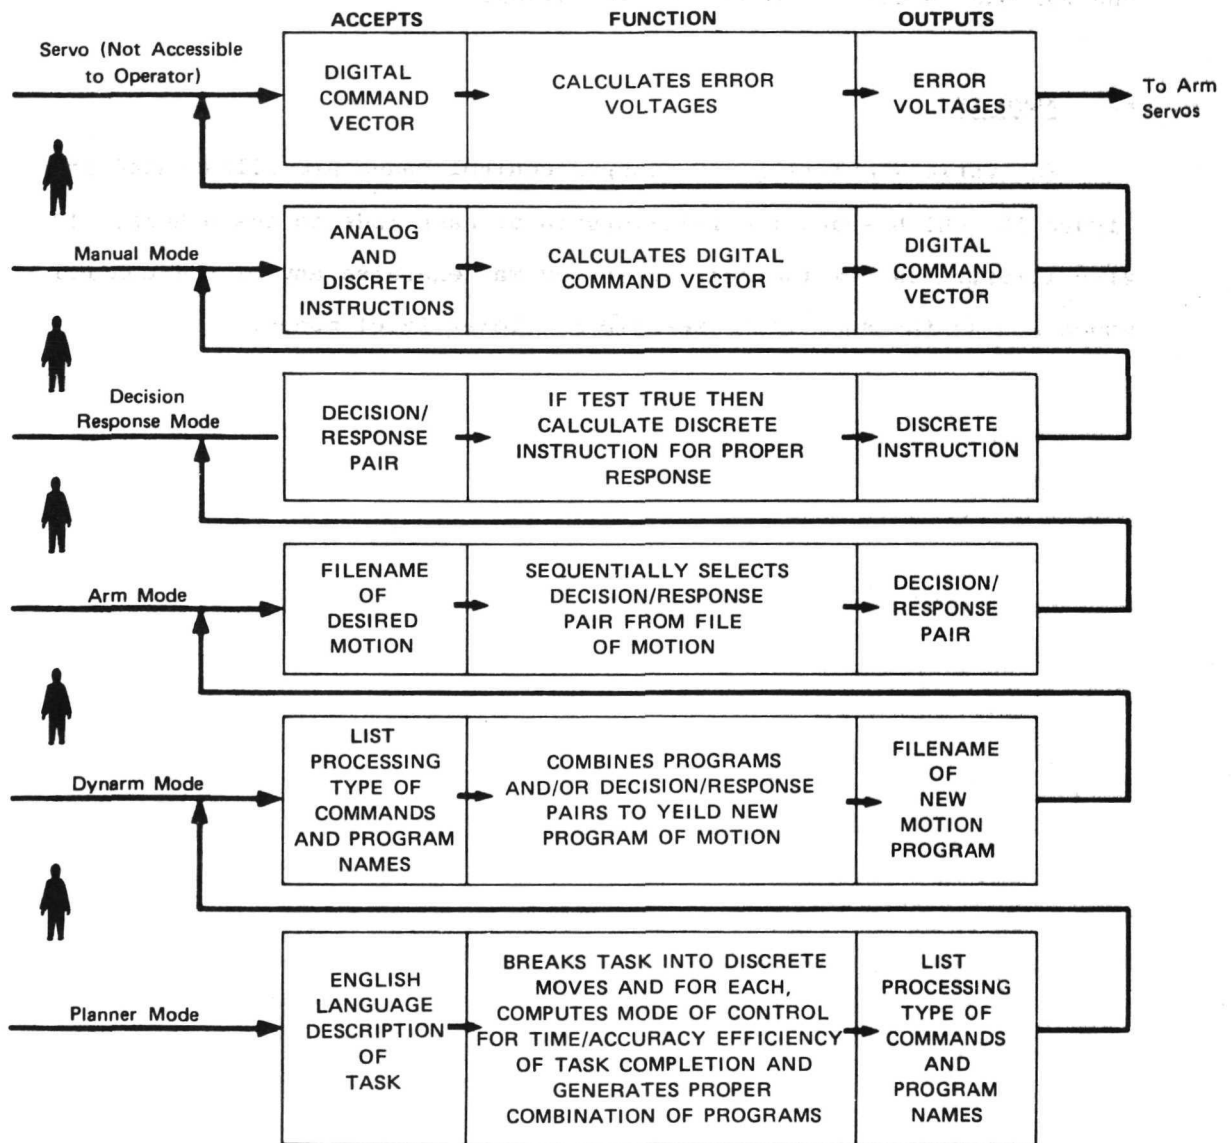 ACCEPTS FUNCTION OUTPUTS
Servo (Not Accessible
to Operator)
DIGITAL
COMMAND
VECTOR
CALCULATES ERROR
VOLTAGES
ERROR
VOLTAGES
To Arm
Servos
Manual Mode
ANALOG
AND
DISCRETE
INSTRUCTIONS
CALCULATES DIGITAL
COMMAND VECTOR
DIGITAL
COMMAND
VECTOR
Decision
Response Mode
DECISION/
RESPONSE
PAIR
IF TEST TRUE THEN
CALCULATE DISCRETE
INSTRUCTION FOR PROPER
RESPONSE
DISCRETE
INSTRUCTION
Arm Mode
FILENAME
OF
DESIRED
MOTION
SEQUENTIALLY SELECTS
DECISION/RESPONSE
PAIR FROM FILE
OF MOTION
DECISION/
RESPONSE
PAIR
Dynarm Mode
LIST
PROCESSING
TYPE OF
COMMANDS
AND PROGRAM
NAMES
COMBINES PROGRAMS
AND/OR DECISION/RESPONSE
PAIRS TO YEILD NEW
PROGRAM OF MOTION
FILENAME
OF
NEW
MOTION
PROGRAM
Planner Mode
ENGLISH
LANGUAGE
DESCRIPTION
OF
TASK
BREAKS TASK INTO DISCRETE
MOVES AND FOR EACH,
COMPUTES MODE OF CONTROL
FOR TIME/ACCURACY EFFICIENCY
OF TASK COMPLETION AND
GENERATES PROPER
COMBINATION OF PROGRAMS
LIST
PROCESSING
TYPE OF
COMMANDS
AND
PROGRAM
NAMES